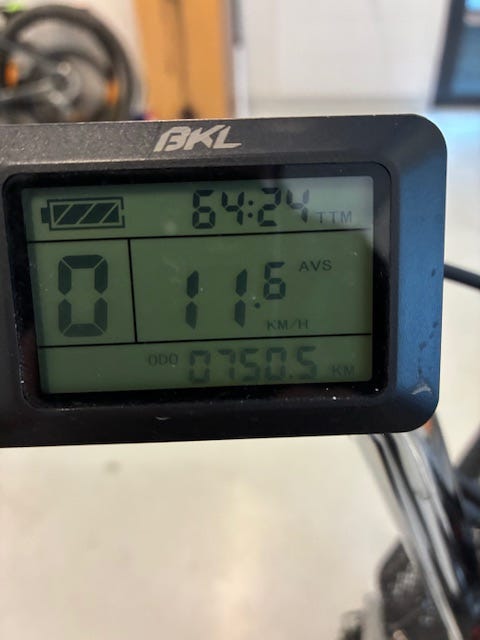 BKL
64:24 TTM
0 11.6 AVS
KM/H
ODO 0750.5 KM